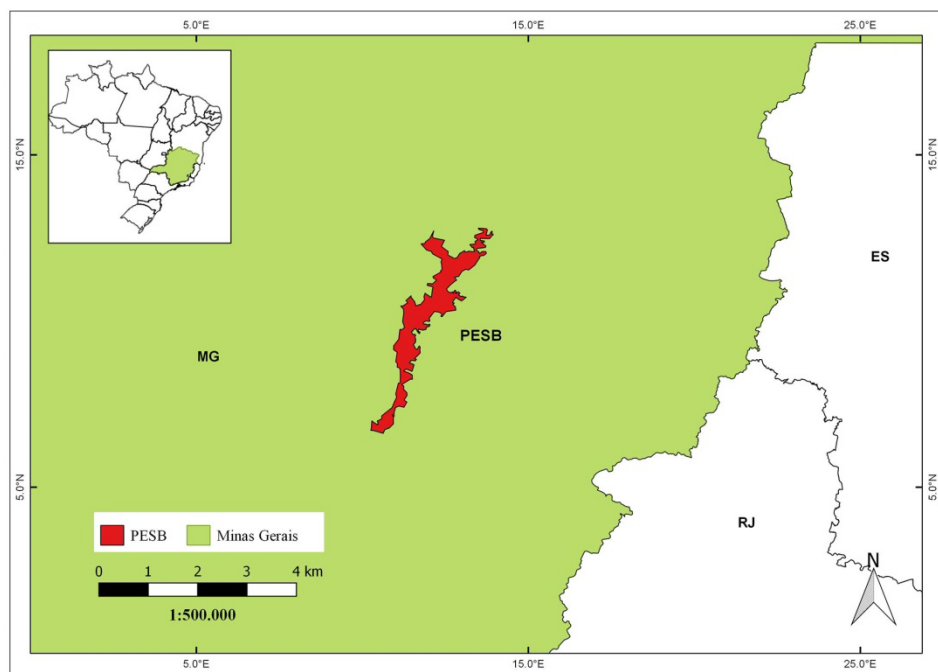 5.0°E 15.0°E 25.0°E
15.0°N 15.0°N
ES
PESB
MG
5.0°N 5.0°N
RJ
PESB Minas Gerais
N
0 1 2 3 4 km
1:500.000
5.0°E 15.0°E 25.0°E